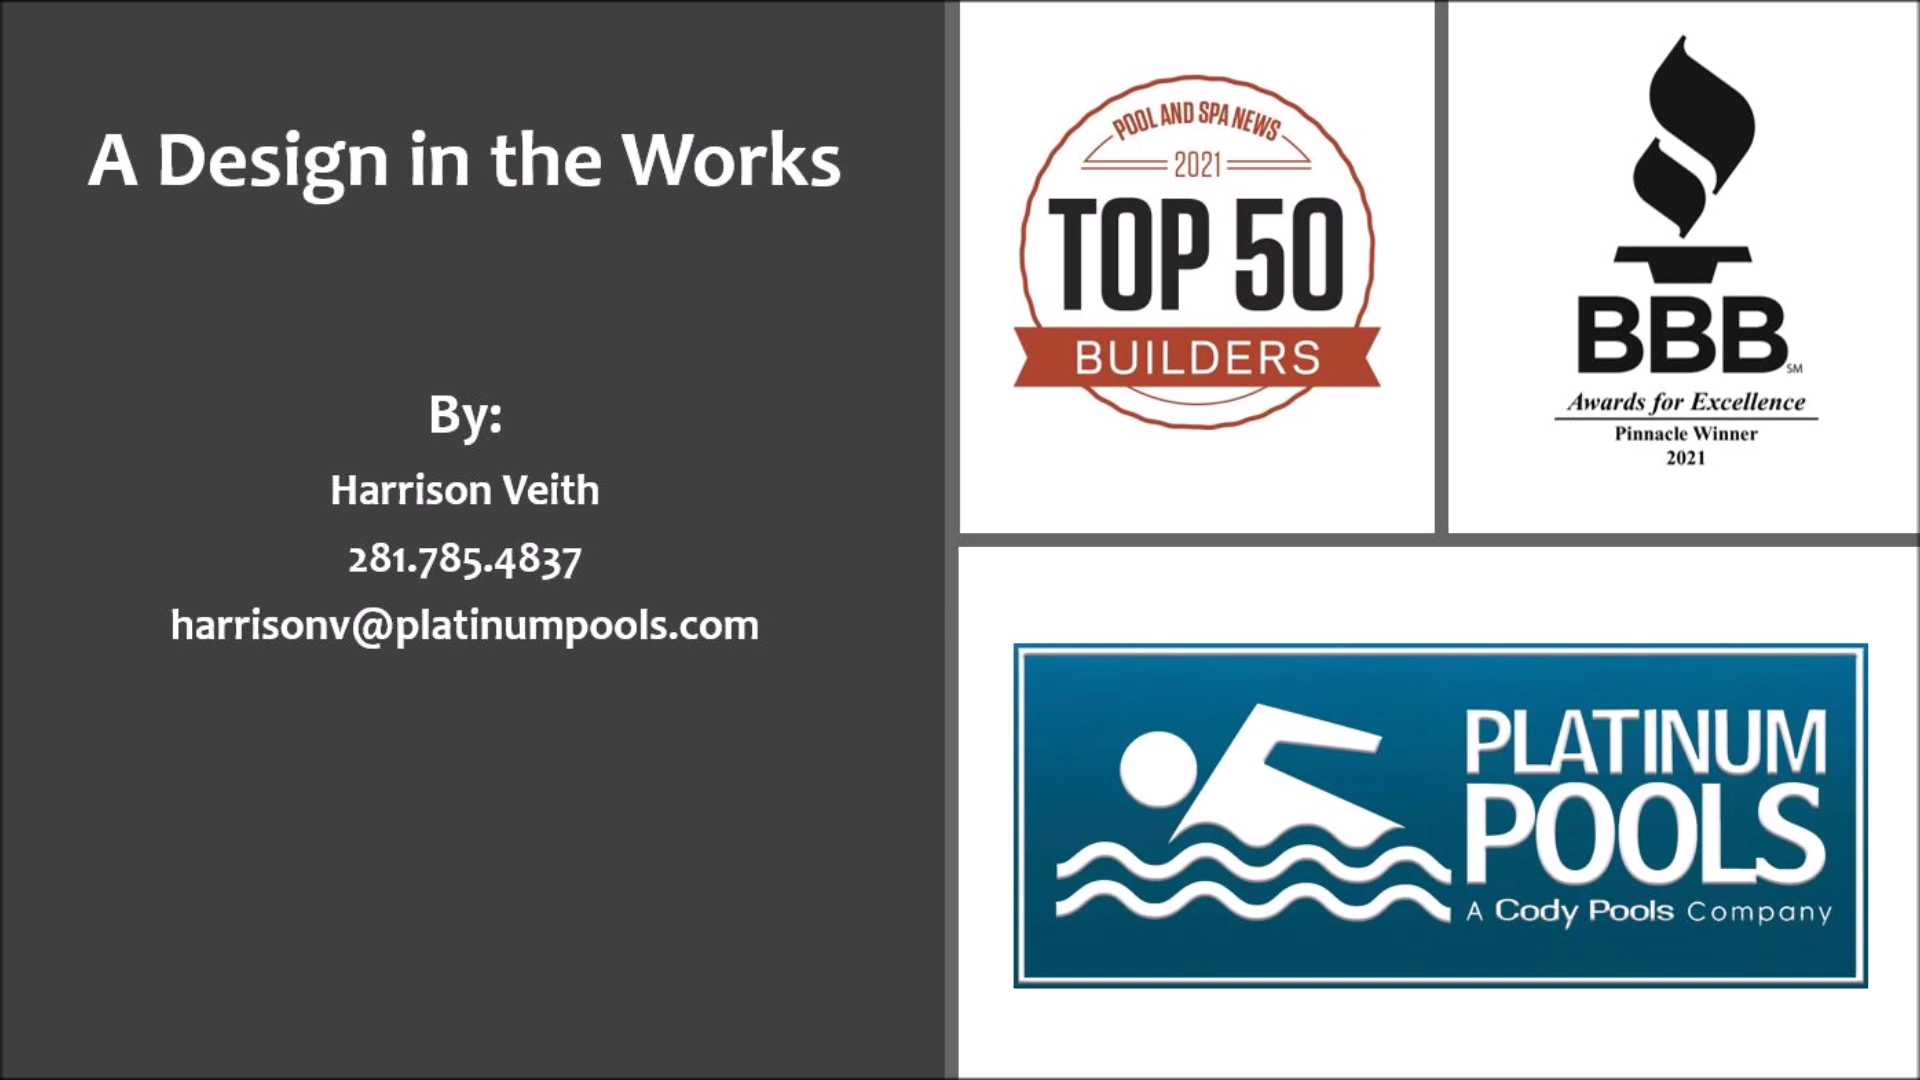 A Design in the Works
By:
Harrison Veith
281.785.4837
harrisonv@platinumpools.com
POOL AND SPA NEWS
2021
TOP 50
BUILDERS
BBB SM
Awards for Excellence
Pinnacle Winner
2021
PLATINUM
POOLS
A Cody Pools Company